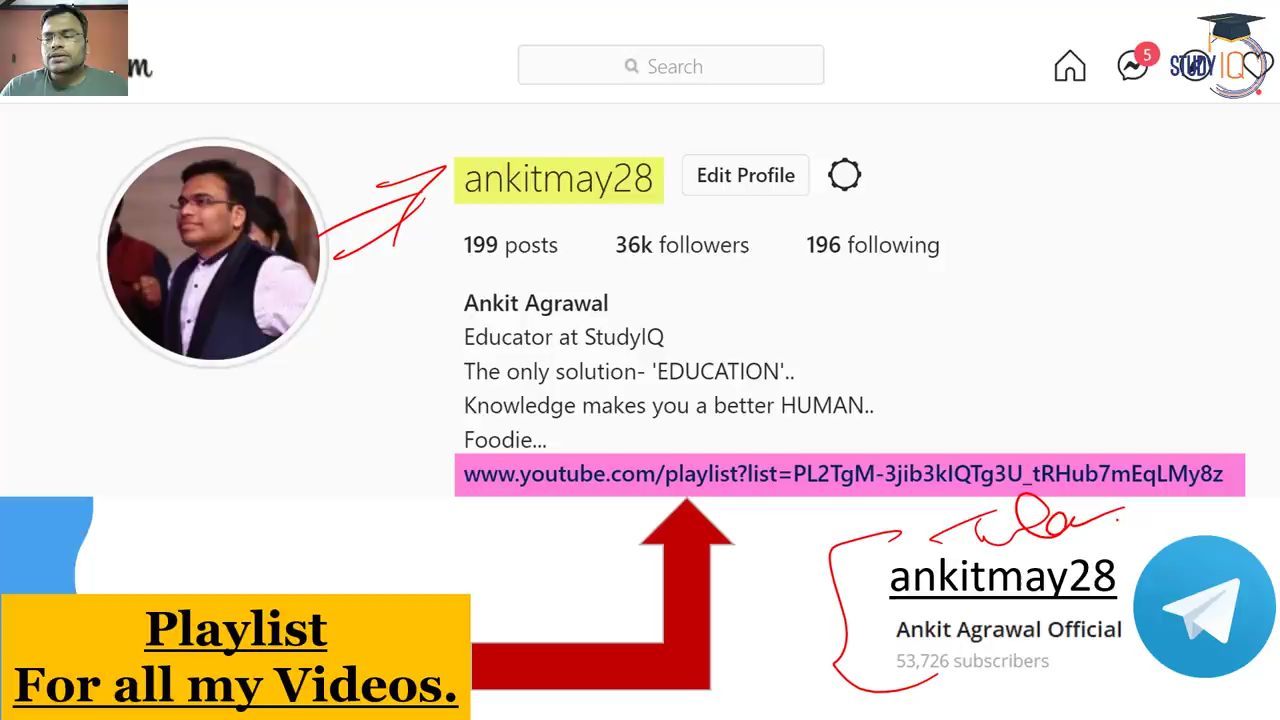 m
Search
5
STUDY IQ
ankitmay28
Edit Profile
199 posts 36k followers 196 following
Ankit Agrawal
Educator at StudyIQ
The only solution- 'EDUCATION'..
Knowledge makes you a better HUMAN..
Foodie...
www.youtube.com/playlist?list=PL2TgM-3jib3kIQTg3U_tRHub7mEqLMy8z
ankitmay28
Ankit Agrawal Official
53,726 subscribers
Playlist
For all my Videos.